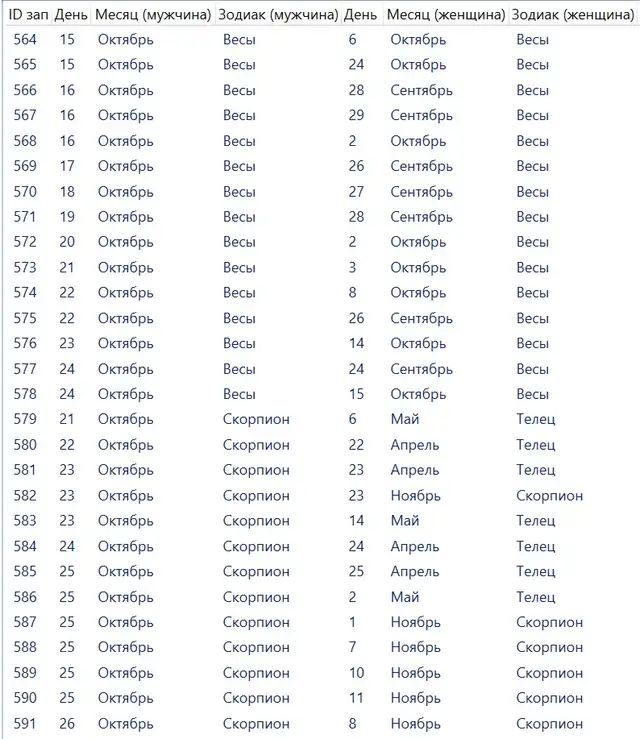 ID зап День Месяц (мужчина) Зодиак (мужчина) День Месяц (женщина) Зодиак (женщина)
564 15 Октябрь Весы 6 Октябрь Весы
565 15 Октябрь Весы 24 Октябрь Весы
566 16 Октябрь Весы 28 Сентябрь Весы
567 16 Октябрь Весы 29 Сентябрь Весы
568 16 Октябрь Весы 2 Октябрь Весы
569 17 Октябрь Весы 26 Сентябрь Весы
570 18 Октябрь Весы 27 Сентябрь Весы
571 19 Октябрь Весы 28 Сентябрь Весы
572 20 Октябрь Весы 2 Октябрь Весы
573 21 Октябрь Весы 3 Октябрь Весы
574 22 Октябрь Весы 8 Октябрь Весы
575 22 Октябрь Весы 26 Сентябрь Весы
576 23 Октябрь Весы 14 Октябрь Весы
577 24 Октябрь Весы 24 Сентябрь Весы
578 24 Октябрь Весы 15 Октябрь Весы
579 21 Октябрь Скорпион 6 Май Телец
580 22 Октябрь Скорпион 22 Апрель Телец
581 23 Октябрь Скорпион 23 Апрель Телец
582 23 Октябрь Скорпион 23 Ноябрь Скорпион
583 23 Октябрь Скорпион 14 Май Телец
584 24 Октябрь Скорпион 24 Апрель Телец
585 25 Октябрь Скорпион 25 Апрель Телец
586 25 Октябрь Скорпион 2 Май Телец
587 25 Октябрь Скорпион 1 Ноябрь Скорпион
588 25 Октябрь Скорпион 7 Ноябрь Скорпион
589 25 Октябрь Скорпион 10 Ноябрь Скорпион
590 25 Октябрь Скорпион 11 Ноябрь Скорпион
591 26 Октябрь Скорпион 8 Ноябрь Скорпион